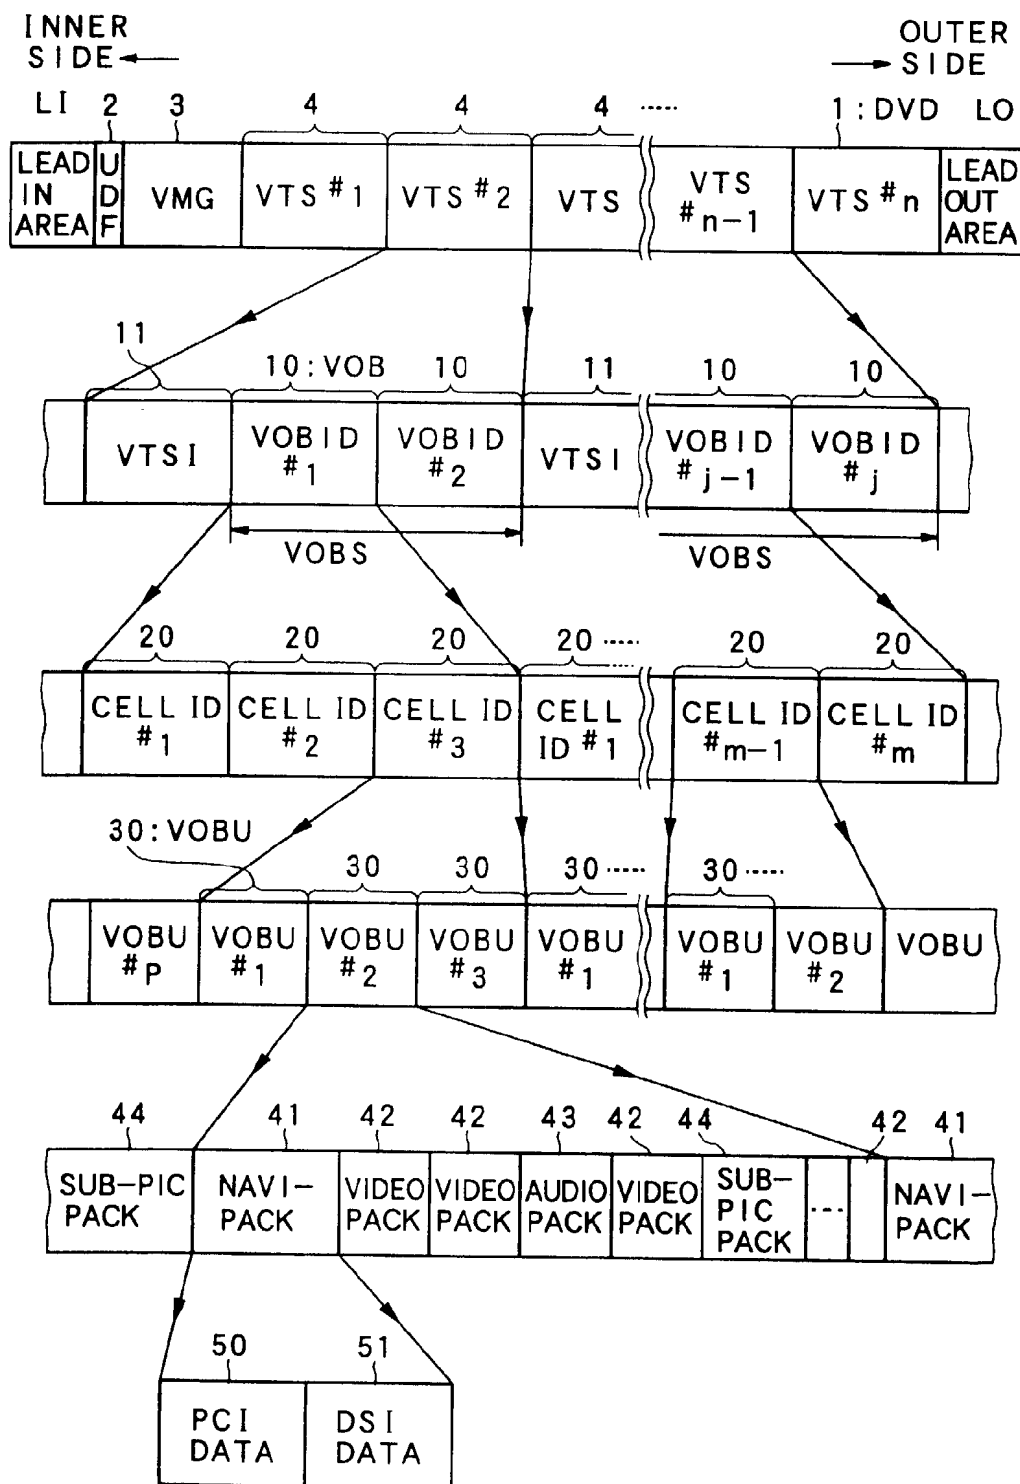 INNER
SIDE
OUTER
SIDE
LI 2 3 4 4 4 ..... 1:DVD LO
LEAD
IN
AREA
U
D
F
VMG
VTS #1
VTS #2
VTS
VTS
#n-1
VTS #n
LEAD
OUT
AREA
11 10:VOB 10 11 10 10
VTSI
VOBID
#1
VOBID
#2
VTSI
VOBID
#j-1
VOBID
#j
VOBS
VOBS
20 20 20 20 ..... 20 20
CELL ID
#1
CELL ID
#2
CELL ID
#3
CELL
ID #1
CELL ID
#m-1
CELL ID
#m
30:VOBU 30 30 30 ..... 30 .....
VOBU
#P
VOBU
#1
VOBU
#2
VOBU
#3
VOBU
#1
VOBU
#1
VOBU
#2
VOBU
44 41 42 42 43 42 44 42 41
SUB-PIC
PACK
NAVI-
PACK
VIDEO
PACK
VIDEO
PACK
AUDIO
PACK
VIDEO
PACK
SUB-
PIC
PACK
...
NAVI-
PACK
50 51
PCI
DATA
DSI
DATA